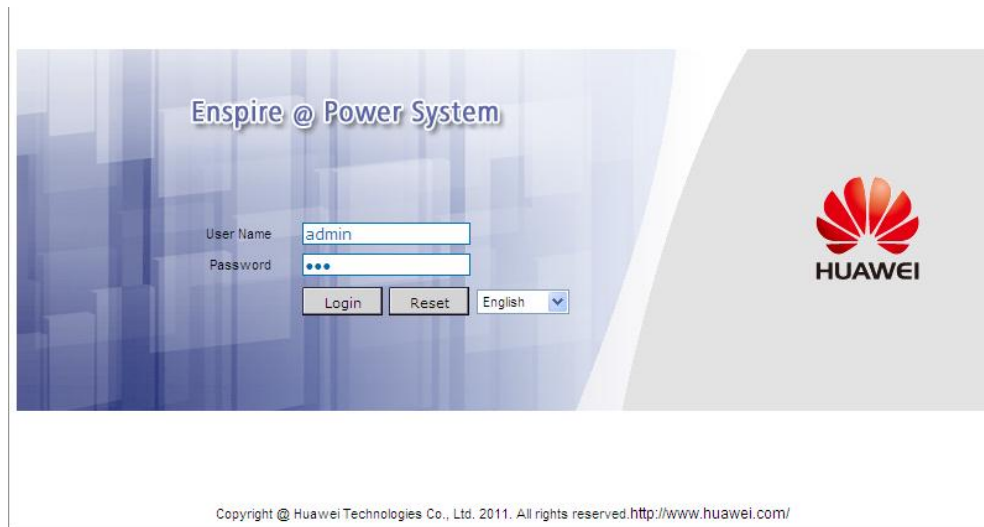 Enspire @ Power System
User Name admin
Password •••
Login Reset English
HUAWEI
Copyright @ Huawei Technologies Co., Ltd. 2011. All rights reserved.http://www.huawei.com/